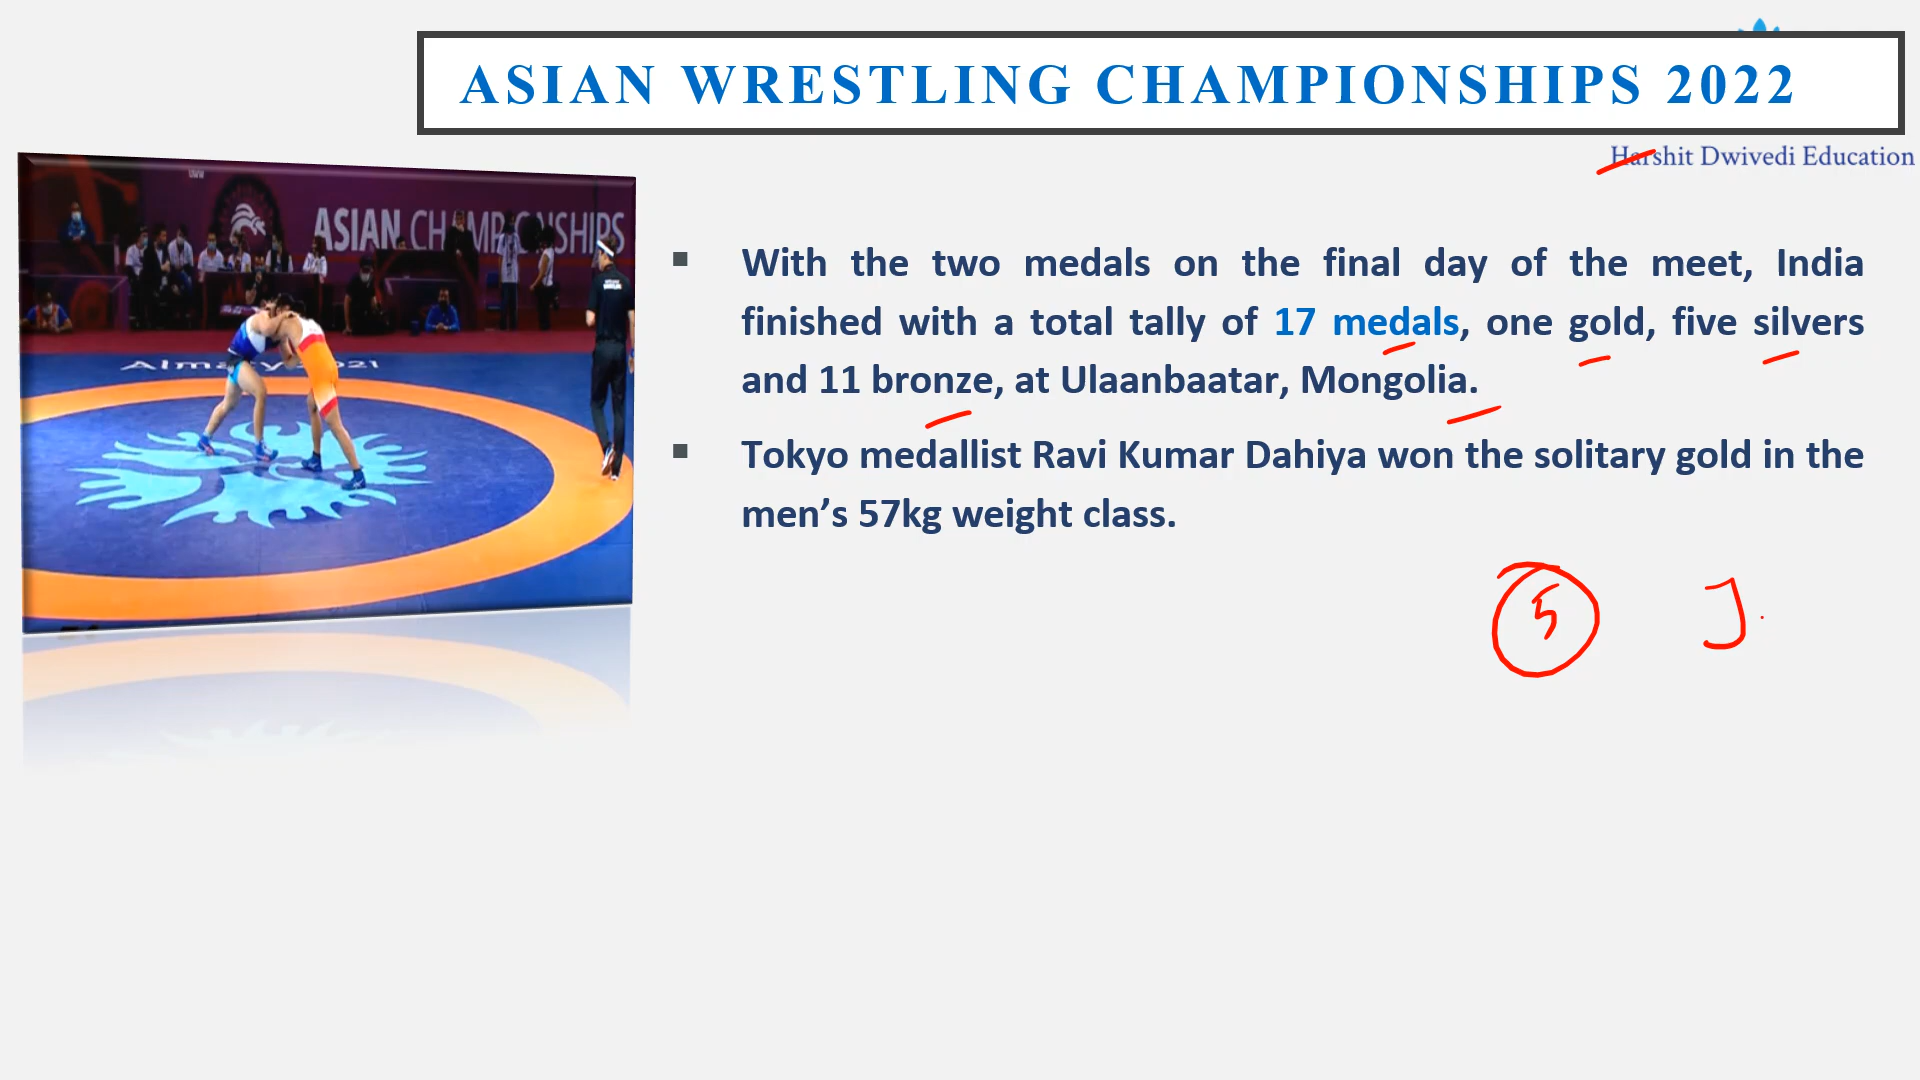 ASIAN WRESTLING CHAMPIONSHIPS 2022
Harshit Dwivedi Education
ASIAN CHAMPIONSHIPS
Almaty 2021
With the two medals on the final day of the meet, India
finished with a total tally of 17 medals, one gold, five silvers
and 11 bronze, at Ulaanbaatar, Mongolia.
Tokyo medallist Ravi Kumar Dahiya won the solitary gold in the
men’s 57kg weight class.
5